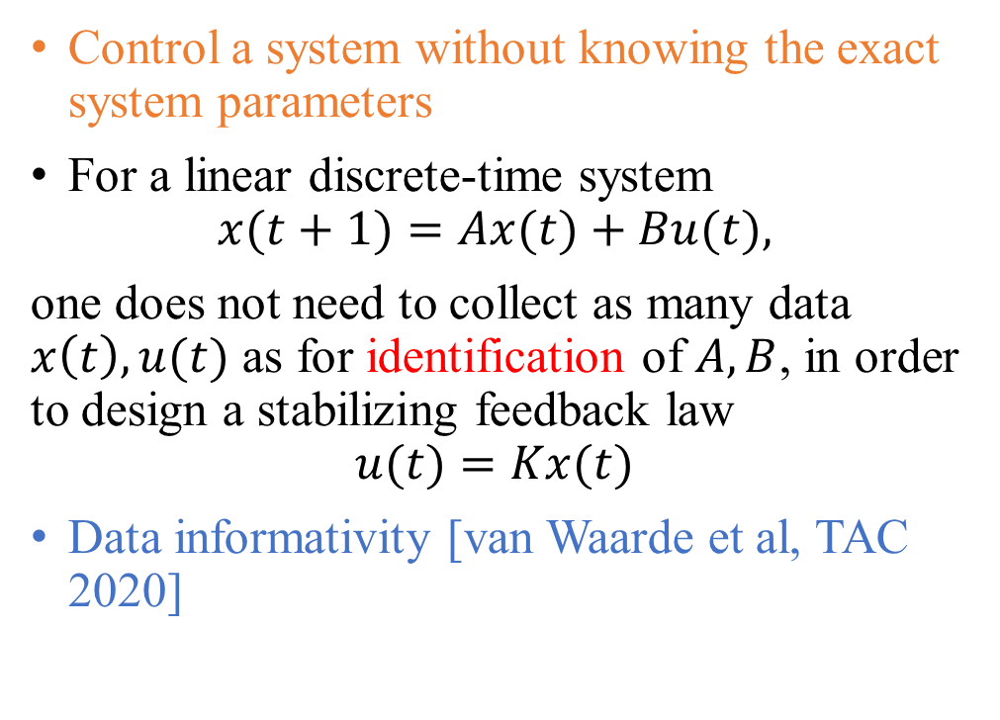 • Control a system without knowing the exact
system parameters
• For a linear discrete-time system
𝑥(𝑡 + 1) = 𝐴𝑥(𝑡) + 𝐵𝑢(𝑡),
one does not need to collect as many data
𝑥(𝑡), 𝑢(𝑡) as for identification of 𝐴, 𝐵, in order
to design a stabilizing feedback law
𝑢(𝑡) = 𝐾𝑥(𝑡)
• Data informativity [van Waarde et al, TAC
2020]